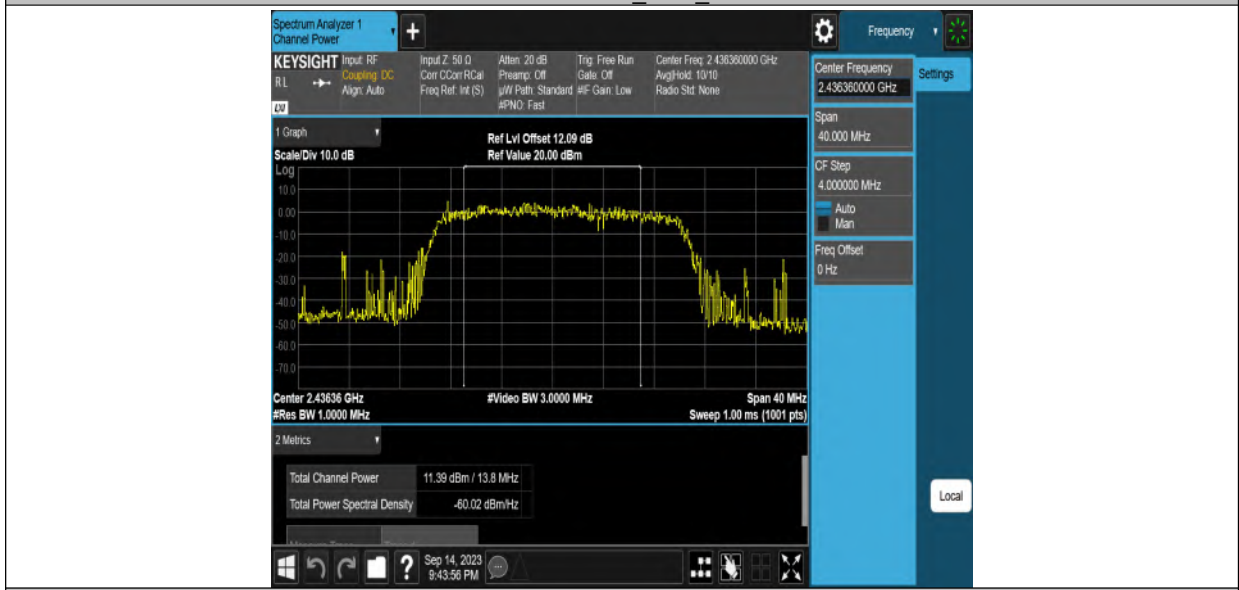 Spectrum Analyzer 1
Channel Power
+
Frequency
KEYSIGHT
R L
LXI
Input: RF
Coupling: DC
Align: Auto
Input Z: 50 Ω
Corr CCorr RCal
Freq Ref: Int (S)
Atten: 20 dB
Preamp: Off
µW Path: Standard
#PNO: Fast
Trig: Free Run
Gate: Off
#IF Gain: Low
Center Freq: 2.436360000 GHz
Avg|Hold: 10/10
Radio Std: None
Center Frequency
2.436360000 GHz
Settings
Span
40.000 MHz
CF Step
4.000000 MHz
Auto
Man
Freq Offset
0 Hz
Local
1 Graph
Scale/Div 10.0 dB
Ref Lvl Offset 12.09 dB
Ref Value 20.00 dBm
Log
10.0
0.00
-10.0
-20.0
-30.0
-40.0
-50.0
-60.0
-70.0
Center 2.43636 GHz
#Res BW 1.0000 MHz
#Video BW 3.0000 MHz
Span 40 MHz
Sweep 1.00 ms (1001 pts)
2 Metrics
Total Channel Power 11.39 dBm / 13.8 MHz
Total Power Spectral Density -60.02 dBm/Hz
?
Sep 14, 2023
9:43:56 PM